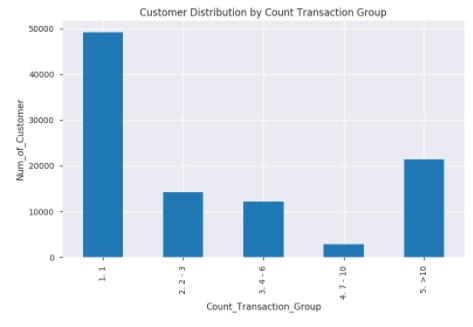 Customer Distribution by Count Transaction Group
Num_of_Customer
50000
40000
30000
20000
10000
0
1. 1
2. 2 - 3
3. 4 - 6
4. 7 - 10
5. >10
Count_Transaction_Group